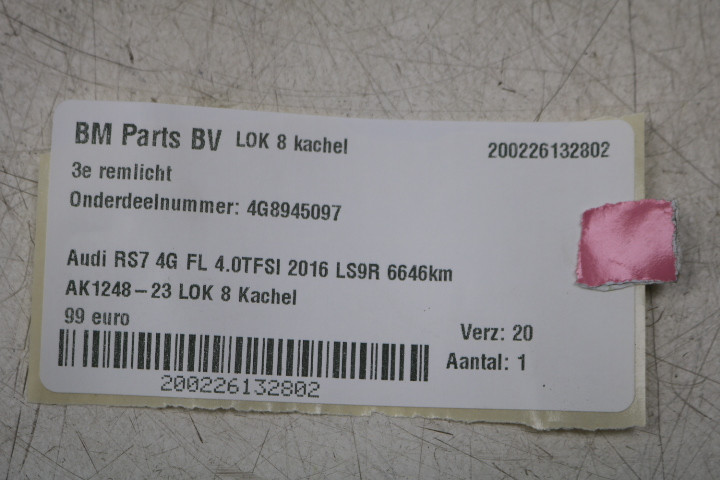 BM Parts BV LOK 8 kachel 200226132802
3e remlicht
Onderdeelnummer: 4G8945097
Audi RS7 4G FL 4.0TFSI 2016 LS9R 6646km
AK1248-23 LOK 8 Kachel
99 euro
Verz: 20
Aantal: 1
200226132802